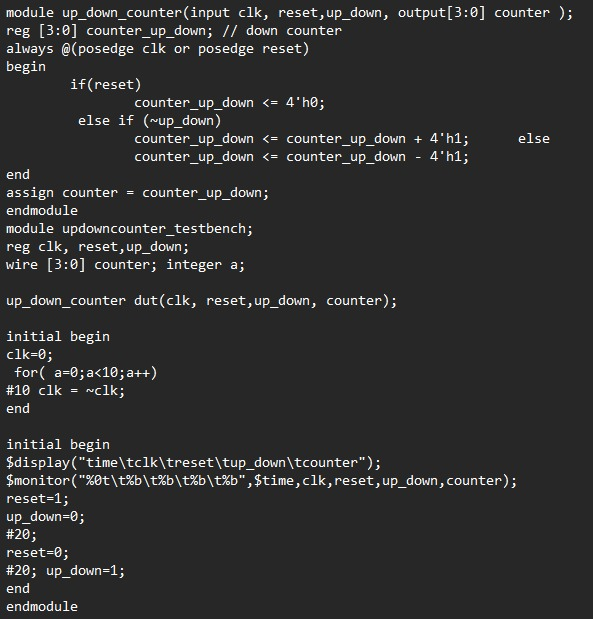 module up_down_counter(input clk, reset,up_down, output[3:0] counter );
reg [3:0] counter_up_down; // down counter
always @(posedge clk or posedge reset)
begin
        if(reset)
                counter_up_down <= 4'h0;
         else if (~up_down)
                counter_up_down <= counter_up_down + 4'h1;      else
                counter_up_down <= counter_up_down - 4'h1;
end
assign counter = counter_up_down;
endmodule
module updowncounter_testbench;
reg clk, reset,up_down;
wire [3:0] counter; integer a;

up_down_counter dut(clk, reset,up_down, counter);

initial begin
clk=0;
 for( a=0;a<10;a++)
#10 clk = ~clk;
end

initial begin
$display("time\tclk\treset\tup_down\tcounter");
$monitor("%0t\t%b\t%b\t%b\t%b",$time,clk,reset,up_down,counter);
reset=1;
up_down=0;
#20;
reset=0;
#20; up_down=1;
end
endmodule